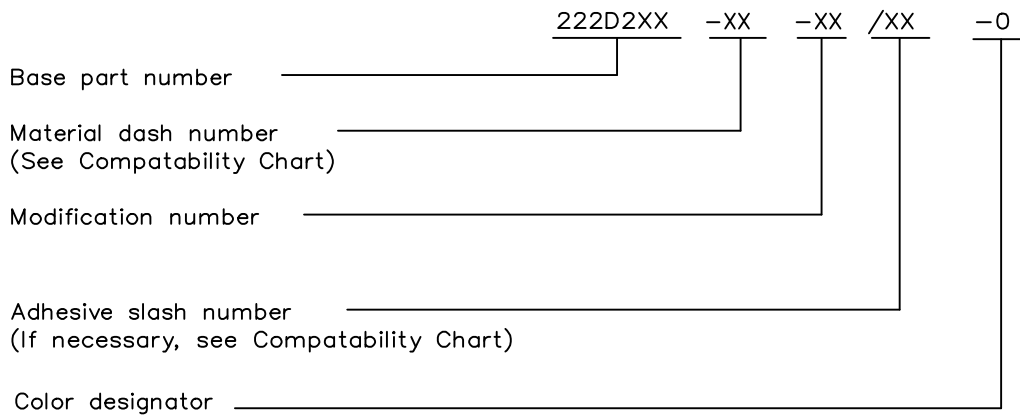 222D2XX -XX -XX /XX -0
Base part number
Material dash number
(See Compatability Chart)
Modification number
Adhesive slash number
(If necessary, see Compatability Chart)
Color designator